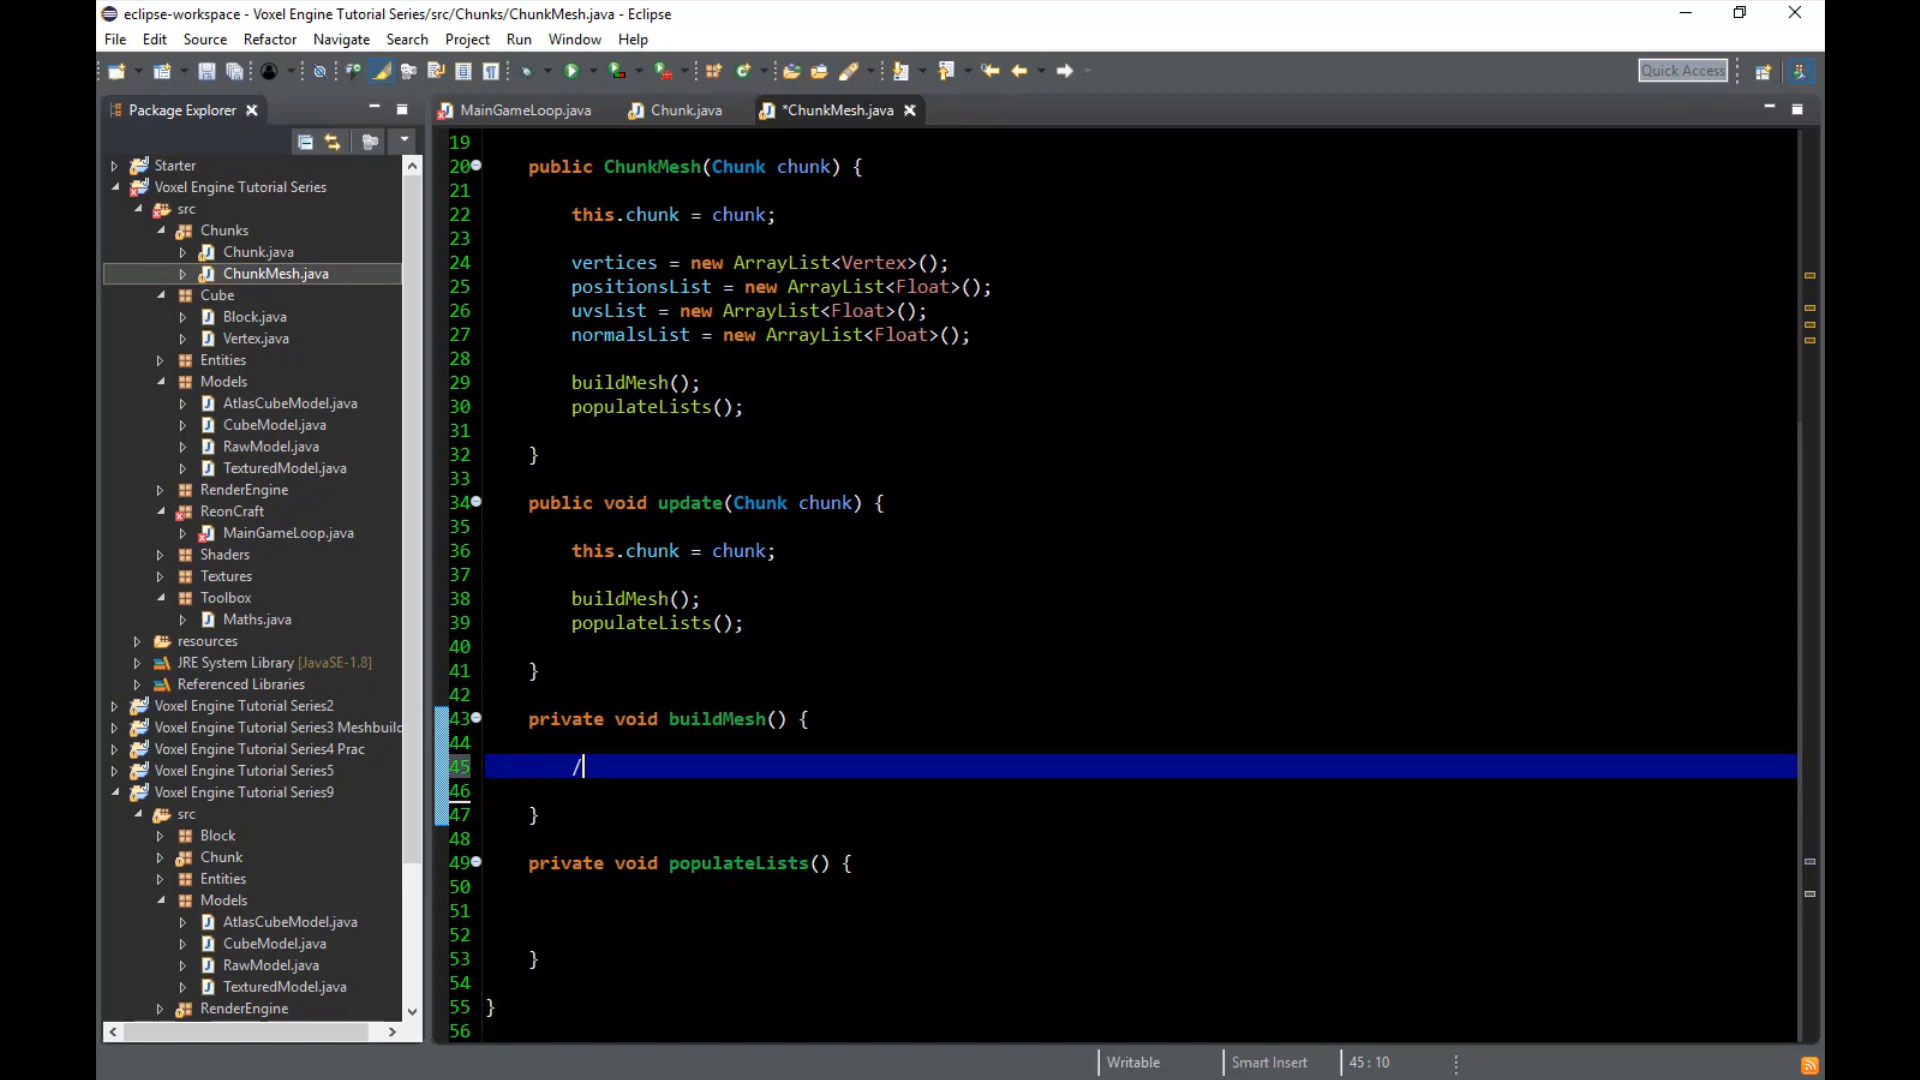 eclipse-workspace - Voxel Engine Tutorial Series/src/Chunks/ChunkMesh.java - Eclipse
File Edit Source Refactor Navigate Search Project Run Window Help
Quick Access
Package Explorer
MainGameLoop.java Chunk.java *ChunkMesh.java
Starter
Voxel Engine Tutorial Series
src
Chunks
Chunk.java
ChunkMesh.java
Cube
Block.java
Vertex.java
Entities
Models
AtlasCubeModel.java
CubeModel.java
RawModel.java
TexturedModel.java
RenderEngine
ReonCraft
MainGameLoop.java
Shaders
Textures
Toolbox
Maths.java
resources
JRE System Library [JavaSE-1.8]
Referenced Libraries
Voxel Engine Tutorial Series2
Voxel Engine Tutorial Series3 Meshbuild
Voxel Engine Tutorial Series4 Prac
Voxel Engine Tutorial Series5
Voxel Engine Tutorial Series9
src
Block
Chunk
Entities
Models
AtlasCubeModel.java
CubeModel.java
RawModel.java
TexturedModel.java
RenderEngine
19
20 public ChunkMesh(Chunk chunk) {
21
22 this.chunk = chunk;
23
24 vertices = new ArrayList<Vertex>();
25 positionsList = new ArrayList<Float>();
26 uvsList = new ArrayList<Float>();
27 normalsList = new ArrayList<Float>();
28
29 buildMesh();
30 populateLists();
31
32 }
33
34 public void update(Chunk chunk) {
35
36 this.chunk = chunk;
37
38 buildMesh();
39 populateLists();
40
41 }
42
43 private void buildMesh() {
44
45 /
46
47 }
48
49 private void populateLists() {
50
51
52
53 }
54
55 }
56
Writable Smart Insert 45 : 10